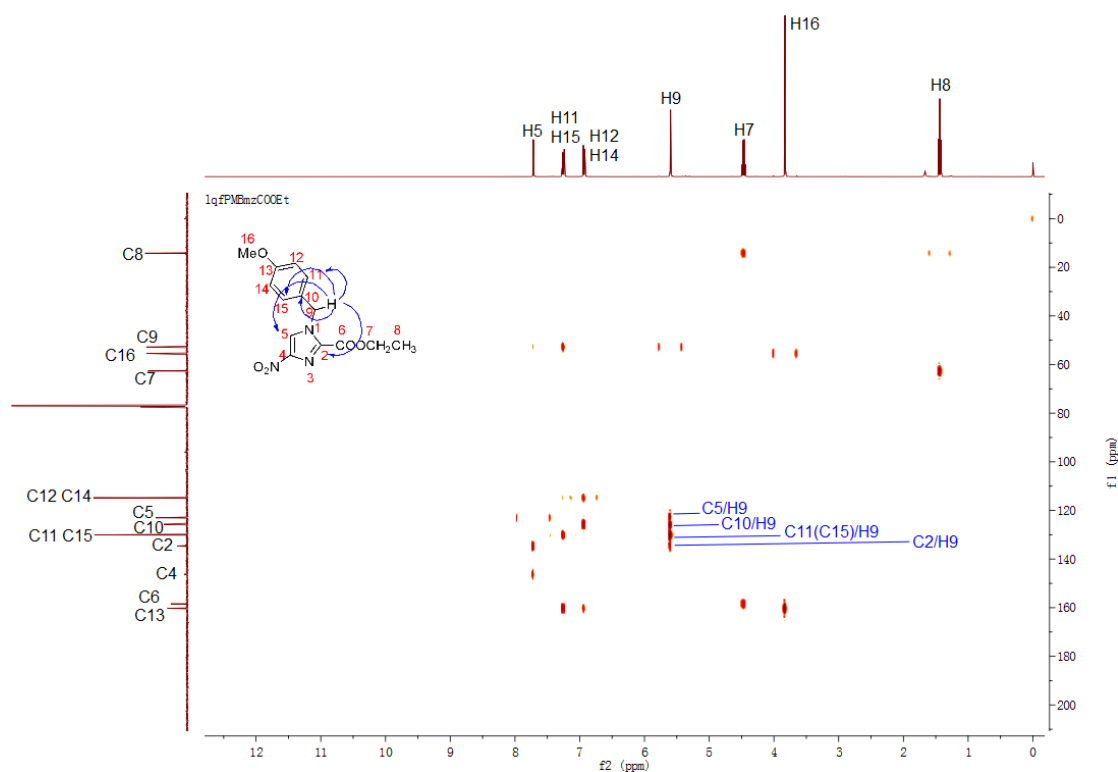 H16
H8
H9
H7
H5
H11
H15
H12
H14
lqfPMBmzCOOEt
0
20
40
60
80
100
120
140
160
180
200
f1 (ppm)
C8
C9
C16
C7
C12 C14
C5
C10
C11 C15
C2
C4
C6
C13
16
MeO
12
13
11
14
10
H
15
9
1
N
5
6
7
8
COOCH₂CH₃
4
2
O₂N
N
3
C5/H9
C10/H9
C11(C15)/H9
C2/H9
12 11 10 9 8 7 6 5 4 3 2 1 0
f2 (ppm)